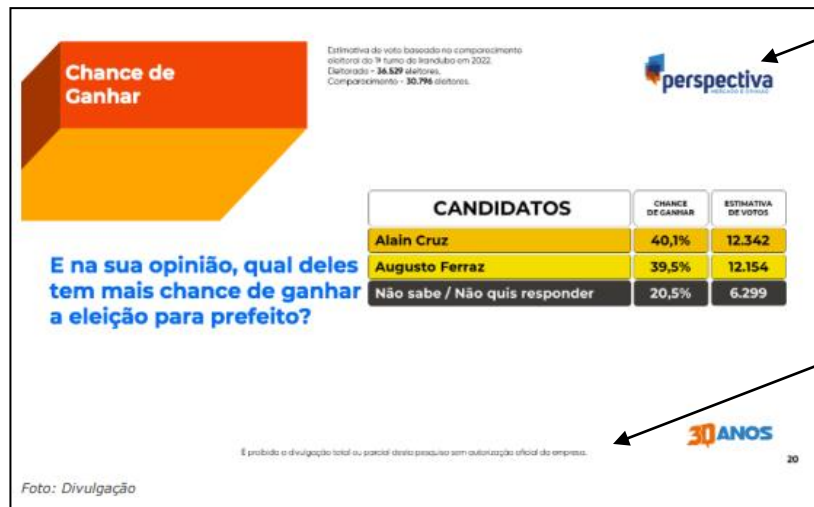 Chance de
Ganhar
Estimativa de voto baseado no comparecimento
eleitoral do 1º turno de Iranduba em 2022.
Eleitorado - 36.529 eleitores.
Comparecimento - 30.796 eleitores.
perspectiva
MERCADO E OPINIÃO
CANDIDATOS CHANCE DE GANHAR ESTIMATIVA DE VOTOS
Alain Cruz 40,1% 12.342
Augusto Ferraz 39,5% 12.154
Não sabe / Não quis responder 20,5% 6.299
E na sua opinião, qual deles
tem mais chance de ganhar
a eleição para prefeito?
30 ANOS
É proibida a divulgação total ou parcial desta pesquisa sem autorização oficial da empresa.
20
Foto: Divulgação